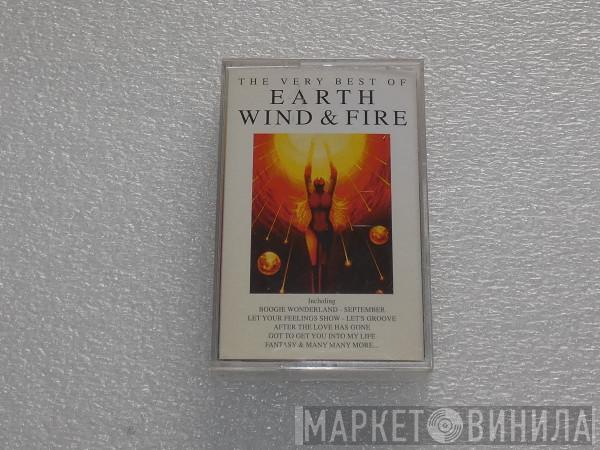 THE VERY BEST OF
EARTH
WIND & FIRE
Including
BOOGIE WONDERLAND - SEPTEMBER
LET YOUR FEELINGS SHOW - LET'S GROOVE
AFTER THE LOVE HAS GONE
GOT TO GET YOU INTO MY LIFE
FANTASY & MANY MANY MORE...
МАРКЕТ ВИНИЛА